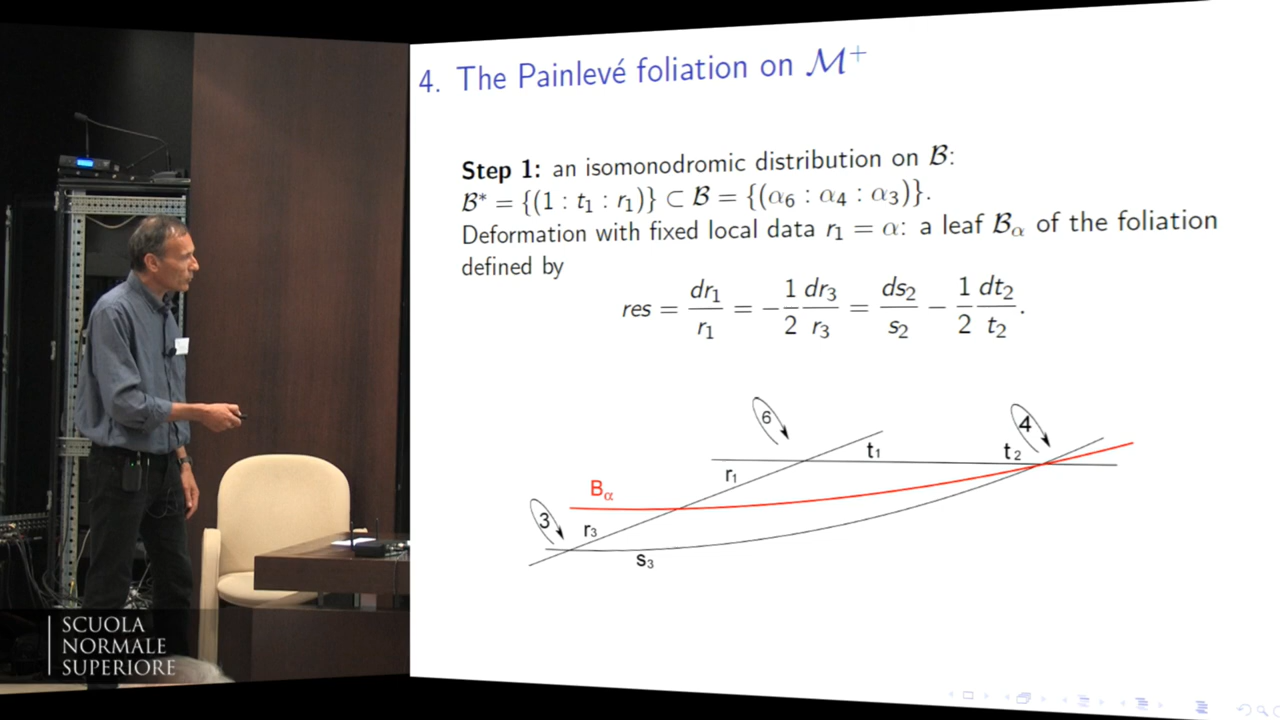 4. The Painlevé foliation on ℳ⁺
Step 1: an isomonodromic distribution on ℬ:
ℬ* = {(1 : t₁ : r₁)} ⊂ ℬ = {(α₆ : α₄ : α₃)}.
Deformation with fixed local data r₁ = α: a leaf ℬ_α of the foliation
defined by
res = dr₁/r₁ = −1/2 dr₃/r₃ = ds₂/s₂ − 1/2 dt₂/t₂.
6
4
t₁
t₂
r₁
B_α
3
r₃
s₃
SCUOLA
NORMALE
SUPERIORE